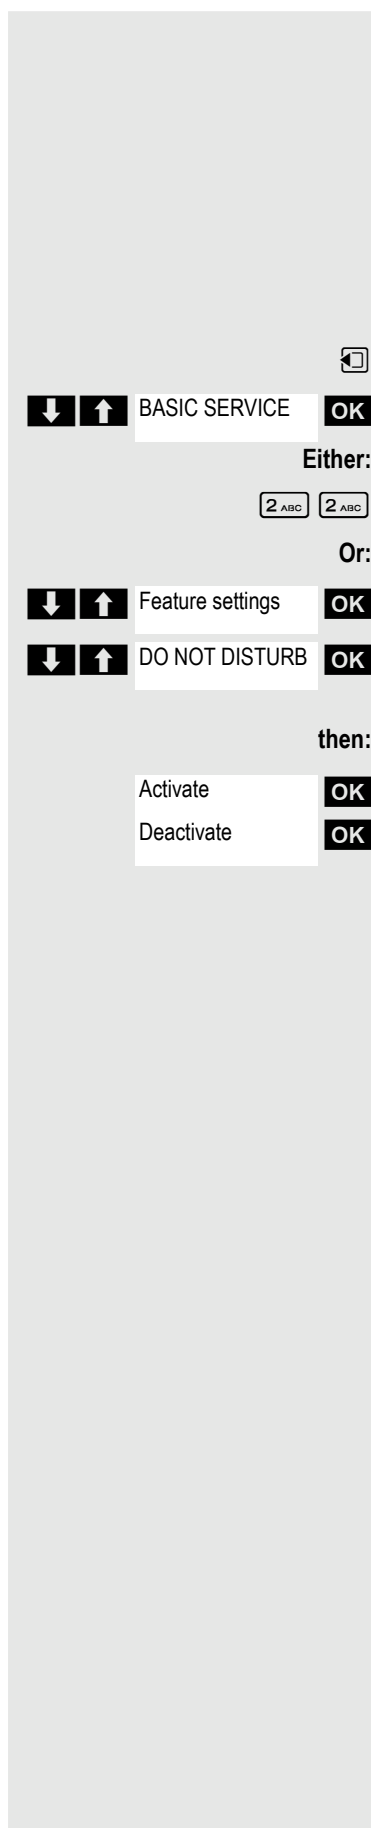 BASIC SERVICE OK
Either:
2 ABC 2 ABC
Or:
Feature settings OK
DO NOT DISTURB OK
then:
Activate OK
Deactivate OK